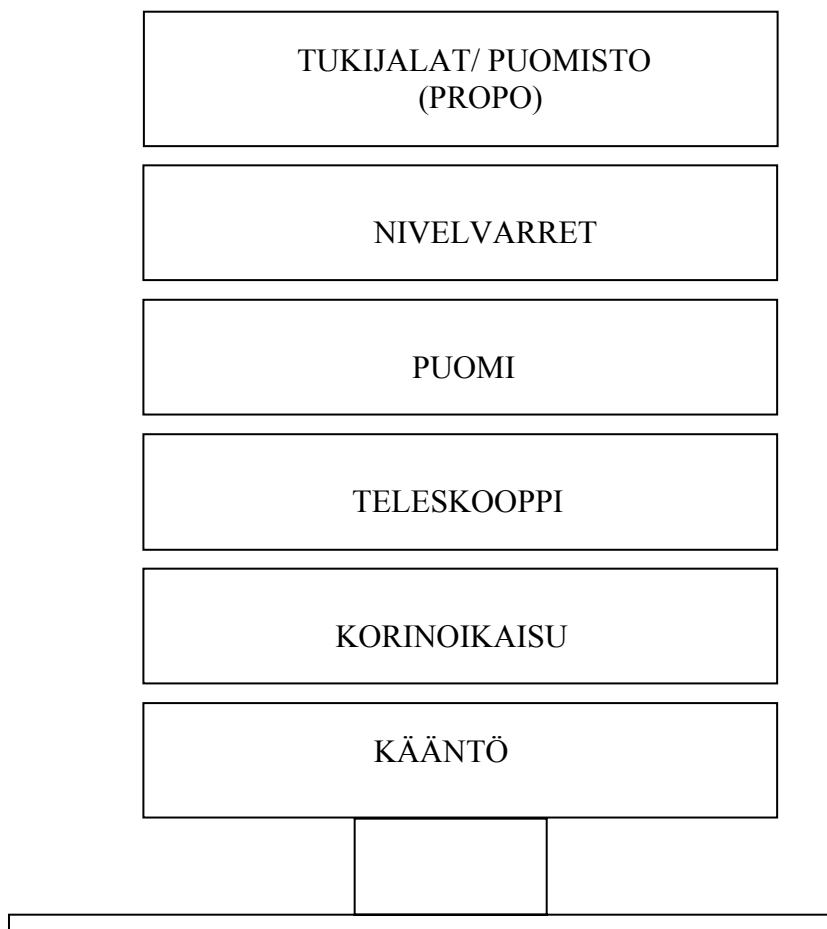 TUKIJALAT/ PUOMISTO
(PROPO)
NIVELVARRET
PUOMI
TELESKOOPPI
KORINOIKAISU
KÄÄNTÖ